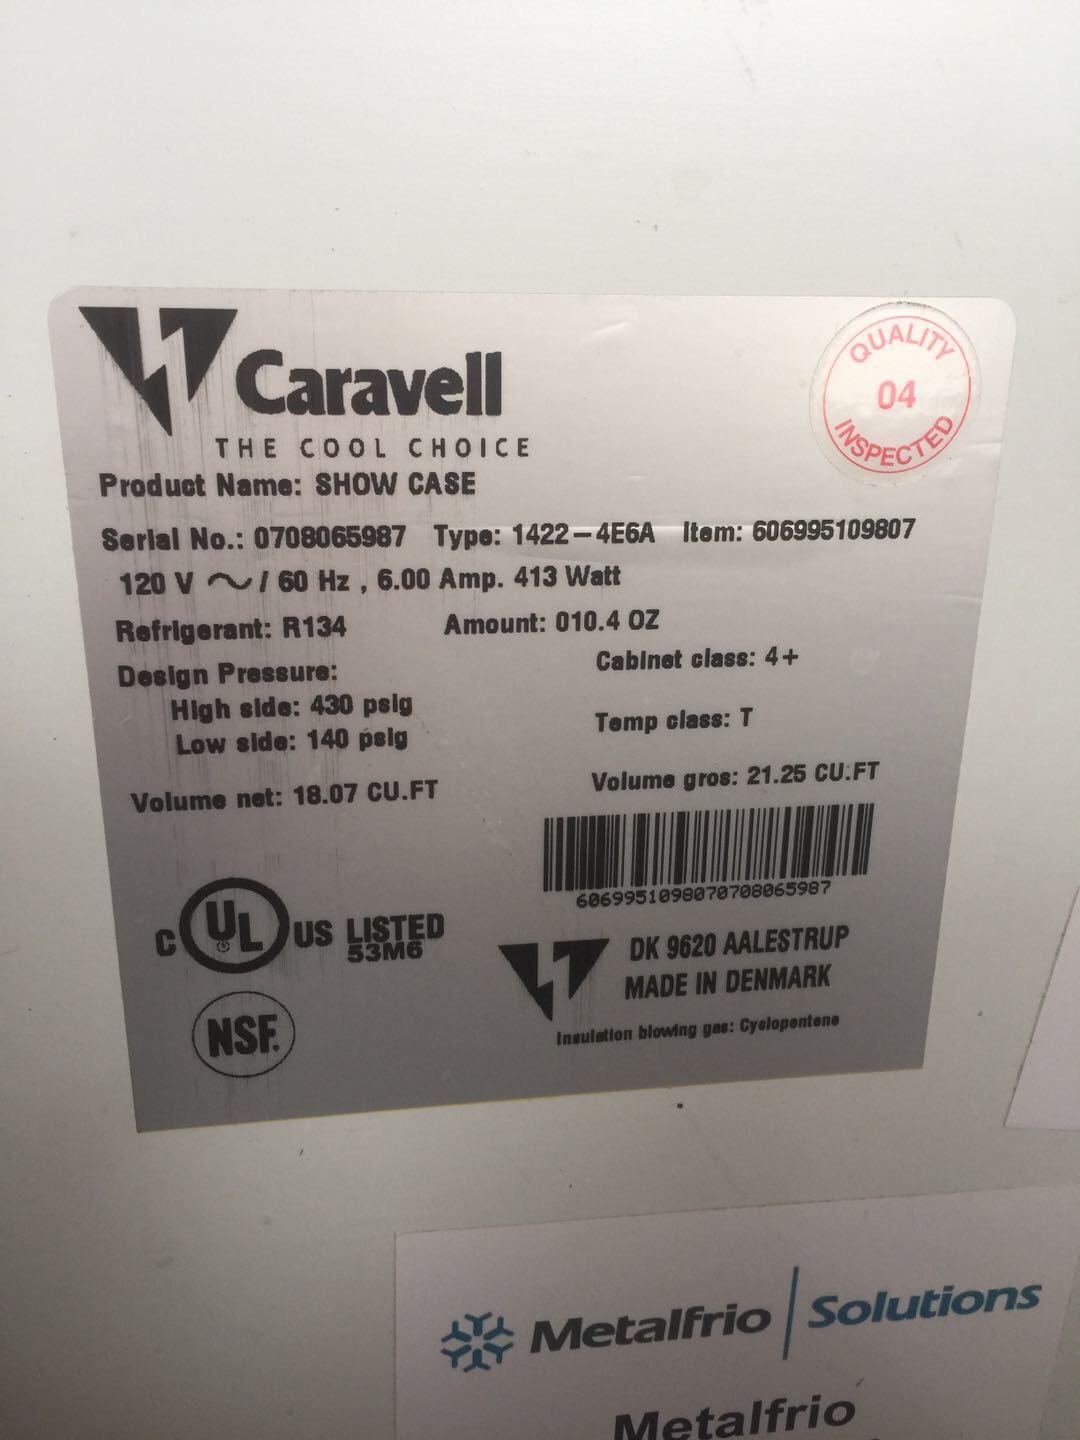 Caravell
THE COOL CHOICE
QUALITY
04
INSPECTED
Product Name: SHOW CASE
Serial No.: 0708065987 Type: 1422-4E6A Item: 606995109807
120 V ～/ 60 Hz , 6.00 Amp. 413 Watt
Refrigerant: R134 Amount: 010.4 OZ
Design Pressure: Cabinet class: 4+
High side: 430 psig
Low side: 140 psig Temp class: T
Volume net: 18.07 CU.FT Volume gros: 21.25 CU.FT
6069951098070708065987
C UL US LISTED
53M6
NSF.
DK 9620 AALESTRUP
MADE IN DENMARK
Insulation blowing gas: Cyclopentene
Metalfrio Solutions
Metalfrio